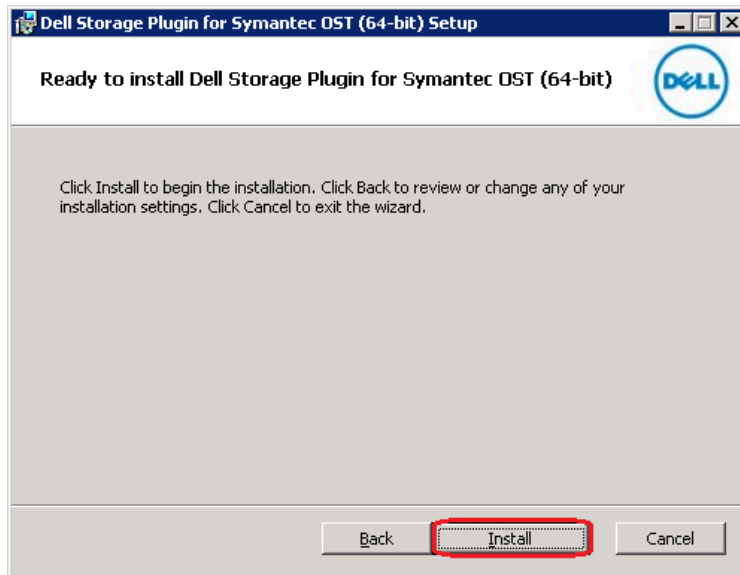 Dell Storage Plugin for Symantec OST (64-bit) Setup
Ready to install Dell Storage Plugin for Symantec OST (64-bit)
DELL
Click Install to begin the installation. Click Back to review or change any of your
installation settings. Click Cancel to exit the wizard.
Back
Install
Cancel